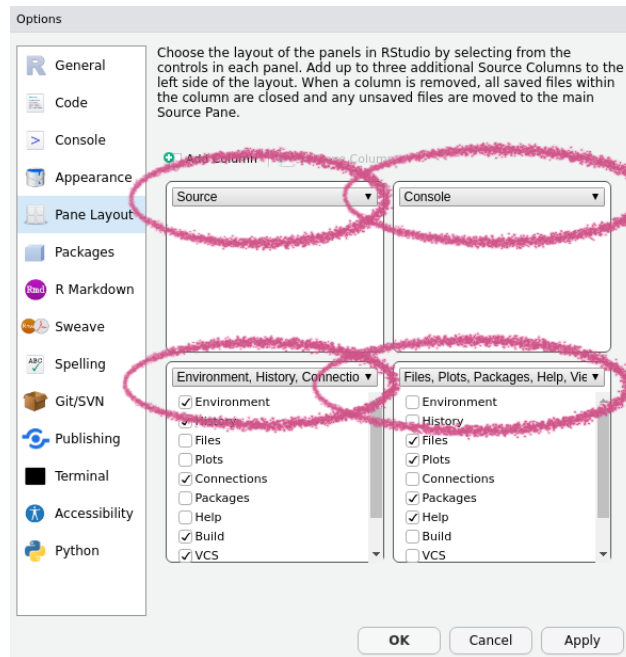 Options
General
Code
Console
Appearance
Pane Layout
Packages
R Markdown
Sweave
Spelling
Git/SVN
Publishing
Terminal
Accessibility
Python
Choose the layout of the panels in RStudio by selecting from the
controls in each panel. Add up to three additional Source Columns to the
left side of the layout. When a column is removed, all saved files within
the column are closed and any unsaved files are moved to the main
Source Pane.
Add Column
Source
Console
Environment, History, Connectio
Environment
History
Files
Plots
Connections
Packages
Help
Build
VCS
Files, Plots, Packages, Help, Vie
Environment
History
Files
Plots
Connections
Packages
Help
Build
VCS
OK Cancel Apply